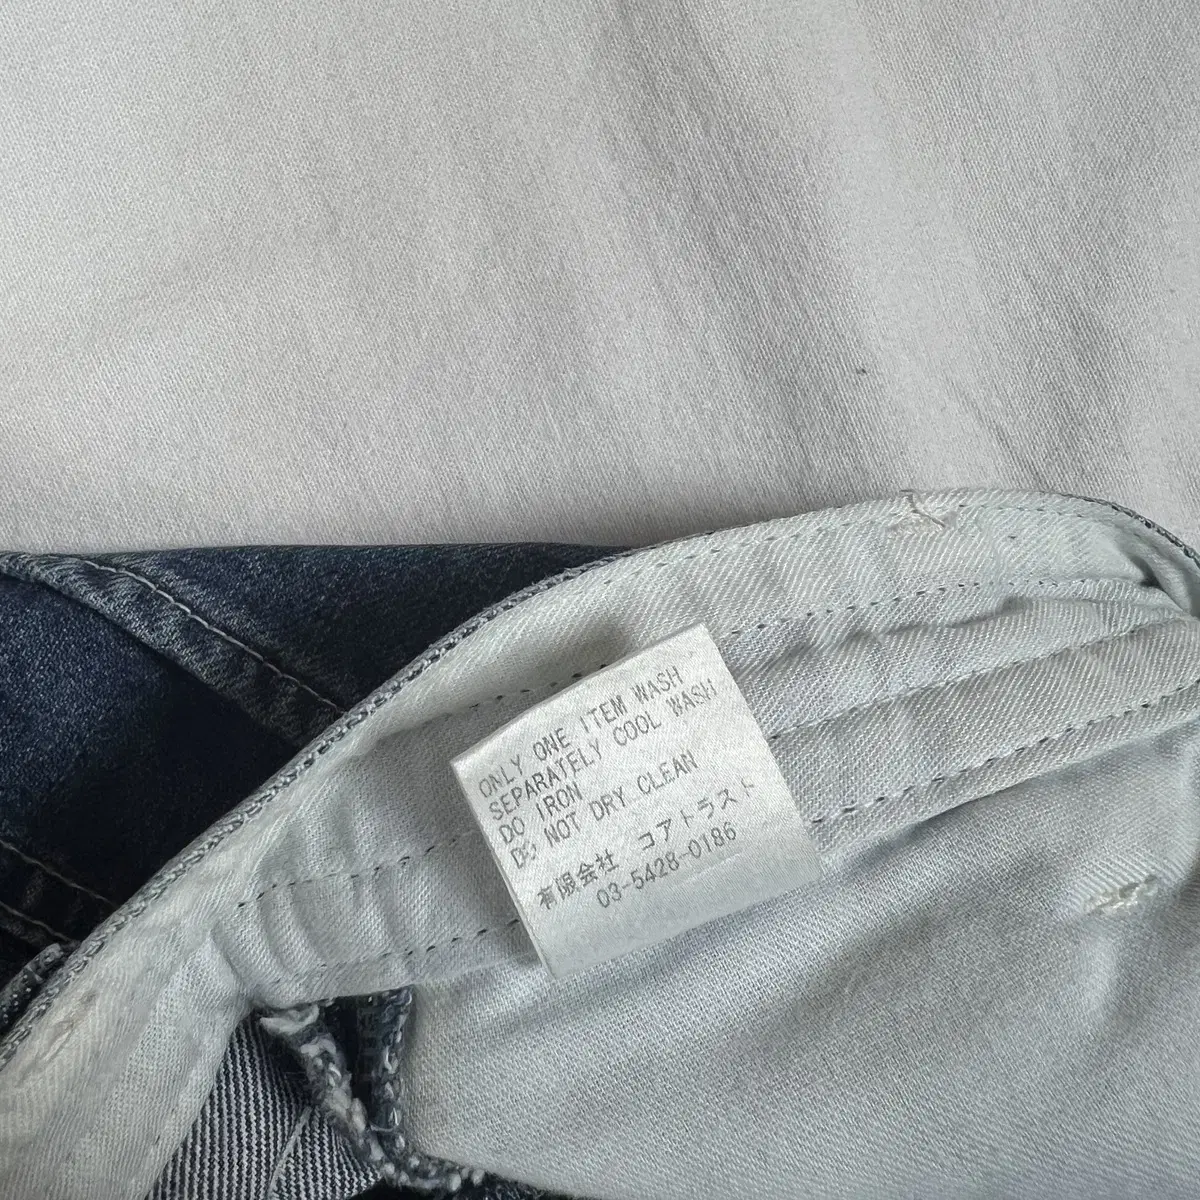 ONLY ONE ITEM WASH
SEPARATELY COOL WASH
DO IRON
DO NOT DRY CLEAN
有限会社 コアトラスト
03-5428-0186